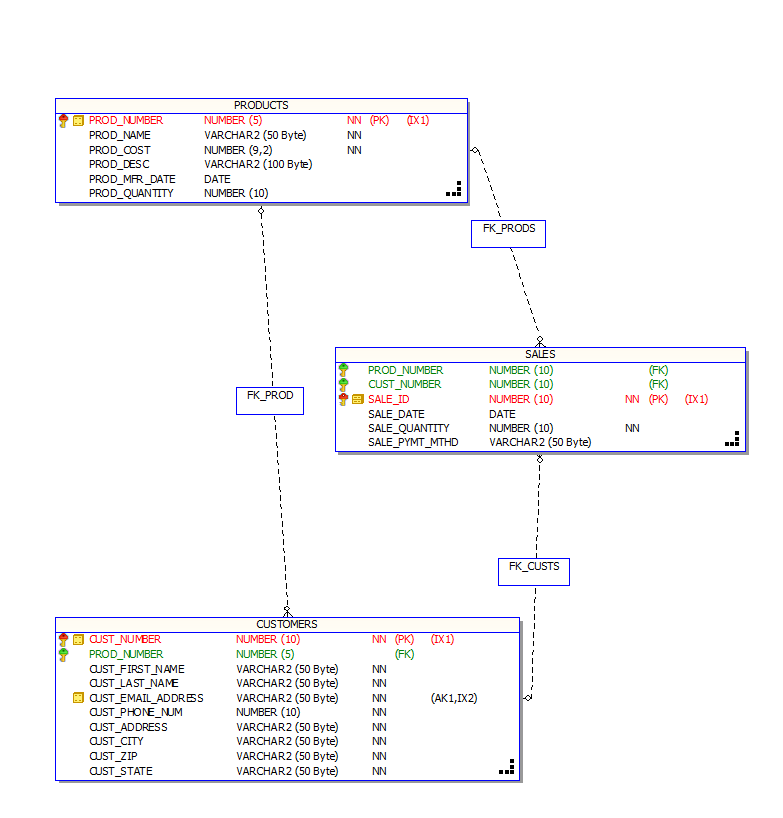 PRODUCTS
PROD_NUMBER NUMBER (5) NN (PK) (IX1)
PROD_NAME VARCHAR2 (50 Byte) NN
PROD_COST NUMBER (9,2) NN
PROD_DESC VARCHAR2 (100 Byte)
PROD_MFR_DATE DATE
PROD_QUANTITY NUMBER (10)
FK_PRODS
SALES
PROD_NUMBER NUMBER (10) (FK)
CUST_NUMBER NUMBER (10) (FK)
SALE_ID NUMBER (10) NN (PK) (IX1)
SALE_DATE DATE
SALE_QUANTITY NUMBER (10) NN
SALE_PYMT_MTHD VARCHAR2 (50 Byte)
FK_PROD
FK_CUSTS
CUSTOMERS
CUST_NUMBER NUMBER (10) NN (PK) (IX1)
PROD_NUMBER NUMBER (5) (FK)
CUST_FIRST_NAME VARCHAR2 (50 Byte) NN
CUST_LAST_NAME VARCHAR2 (50 Byte) NN
CUST_EMAIL_ADDRESS VARCHAR2 (50 Byte) NN (AK1,IX2)
CUST_PHONE_NUM NUMBER (10) NN
CUST_ADDRESS VARCHAR2 (50 Byte) NN
CUST_CITY VARCHAR2 (50 Byte) NN
CUST_ZIP VARCHAR2 (50 Byte) NN
CUST_STATE VARCHAR2 (50 Byte) NN